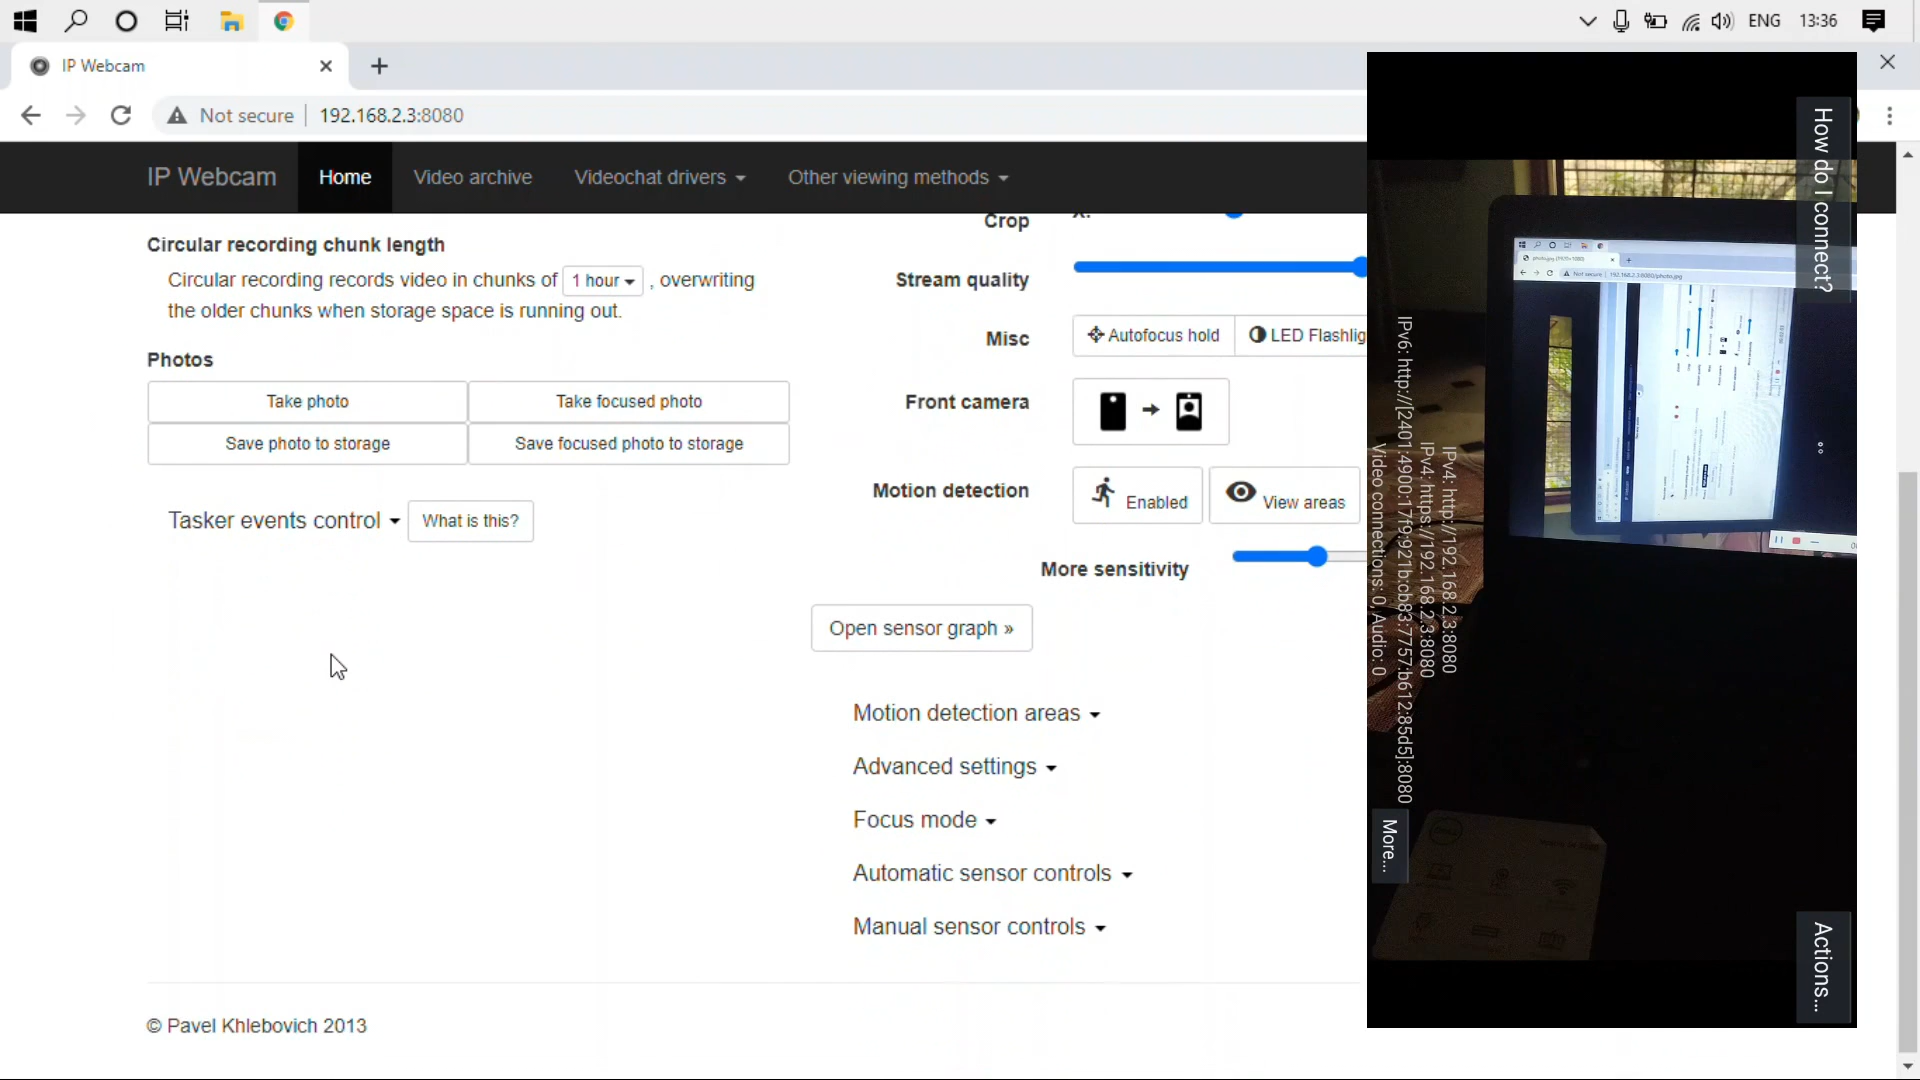 ENG
13:36
IP Webcam
Not secure
192.168.2.3:8080
IP Webcam
Home
Video archive
Videochat drivers
Other viewing methods
Circular recording chunk length
Circular recording records video in chunks of 1 hour , overwriting
the older chunks when storage space is running out.
Photos
Take photo
Take focused photo
Save photo to storage
Save focused photo to storage
Tasker events control
What is this?
Crop
X:
Stream quality
Misc
Autofocus hold
LED Flashlig
Front camera
Motion detection
Enabled
View areas
More sensitivity
Open sensor graph »
Motion detection areas
Advanced settings
Focus mode
Automatic sensor controls
Manual sensor controls
© Pavel Khlebovich 2013
How do I connect?
IPv4: http://192.168.2.3:8080
IPv4: https://192.168.2.3:8080
IPv6: http://[2401:4900:17f9:921b:cb83:7757:b612:85d5]:8080
Video connections: 0, Audio: 0
More...
Actions...